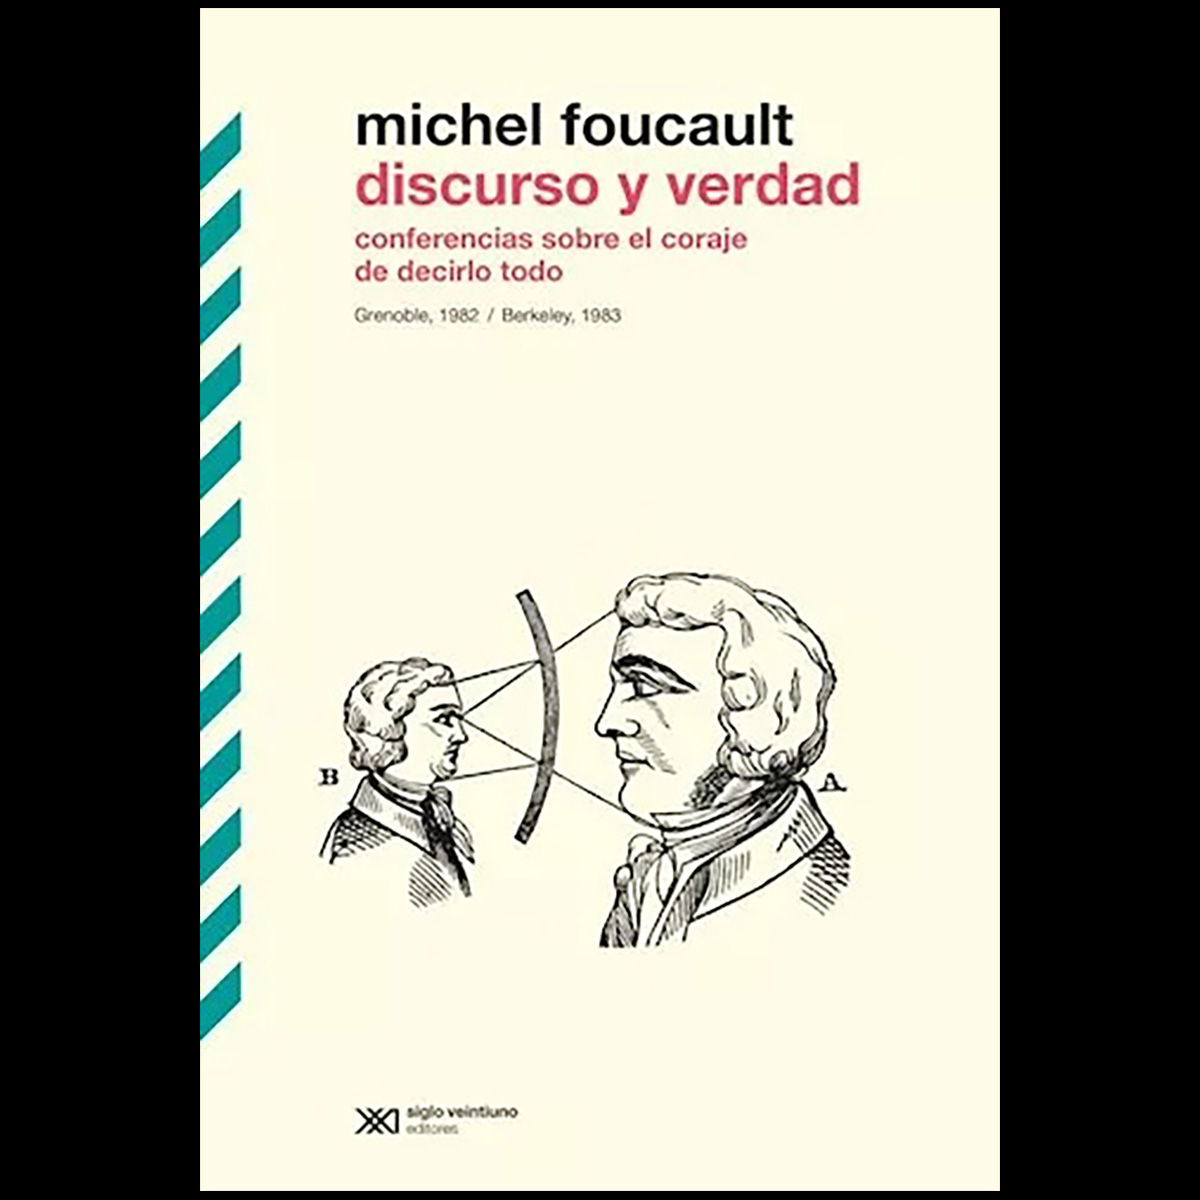 michel foucault
discurso y verdad
conferencias sobre el coraje
de decirlo todo
Grenoble, 1982 / Berkeley, 1983
B
A
siglo veintiuno
editores